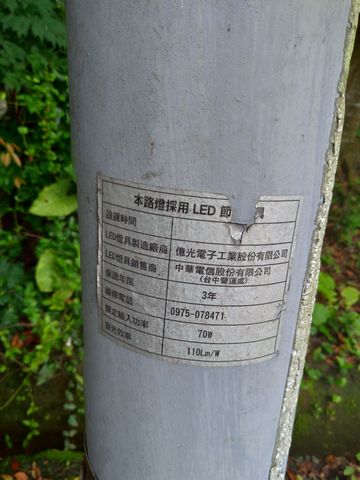 本路燈採用 LED 節 具
設置時間
LED燈具製造廠商 億光電子工業股份有限公司
LED燈具銷售商 中華電信股份有限公司
(台中營運處)
保固年限 3年
維修電話 0975-078471
額定輸入功率 70W
發光效率 110Lm/W